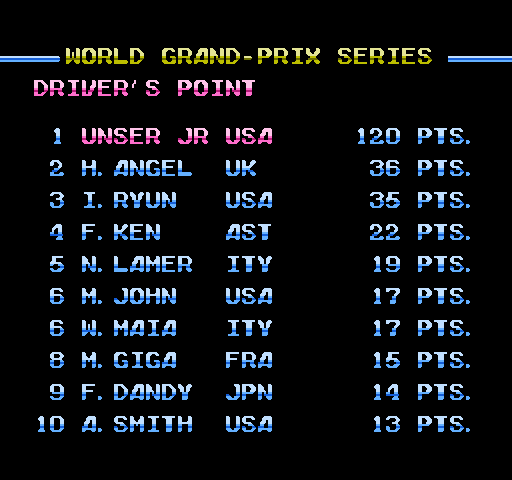 WORLD GRAND-PRIX SERIES
DRIVER'S POINT
1 UNSER JR USA 120 PTS.
2 H. ANGEL UK 36 PTS.
3 I. RYUN USA 35 PTS.
4 F. KEN AST 22 PTS.
5 N. LAMER ITY 19 PTS.
6 M. JOHN USA 17 PTS.
6 W. MAIA ITY 17 PTS.
8 M. GIGA FRA 15 PTS.
9 F. DANDY JPN 14 PTS.
10 A. SMITH USA 13 PTS.